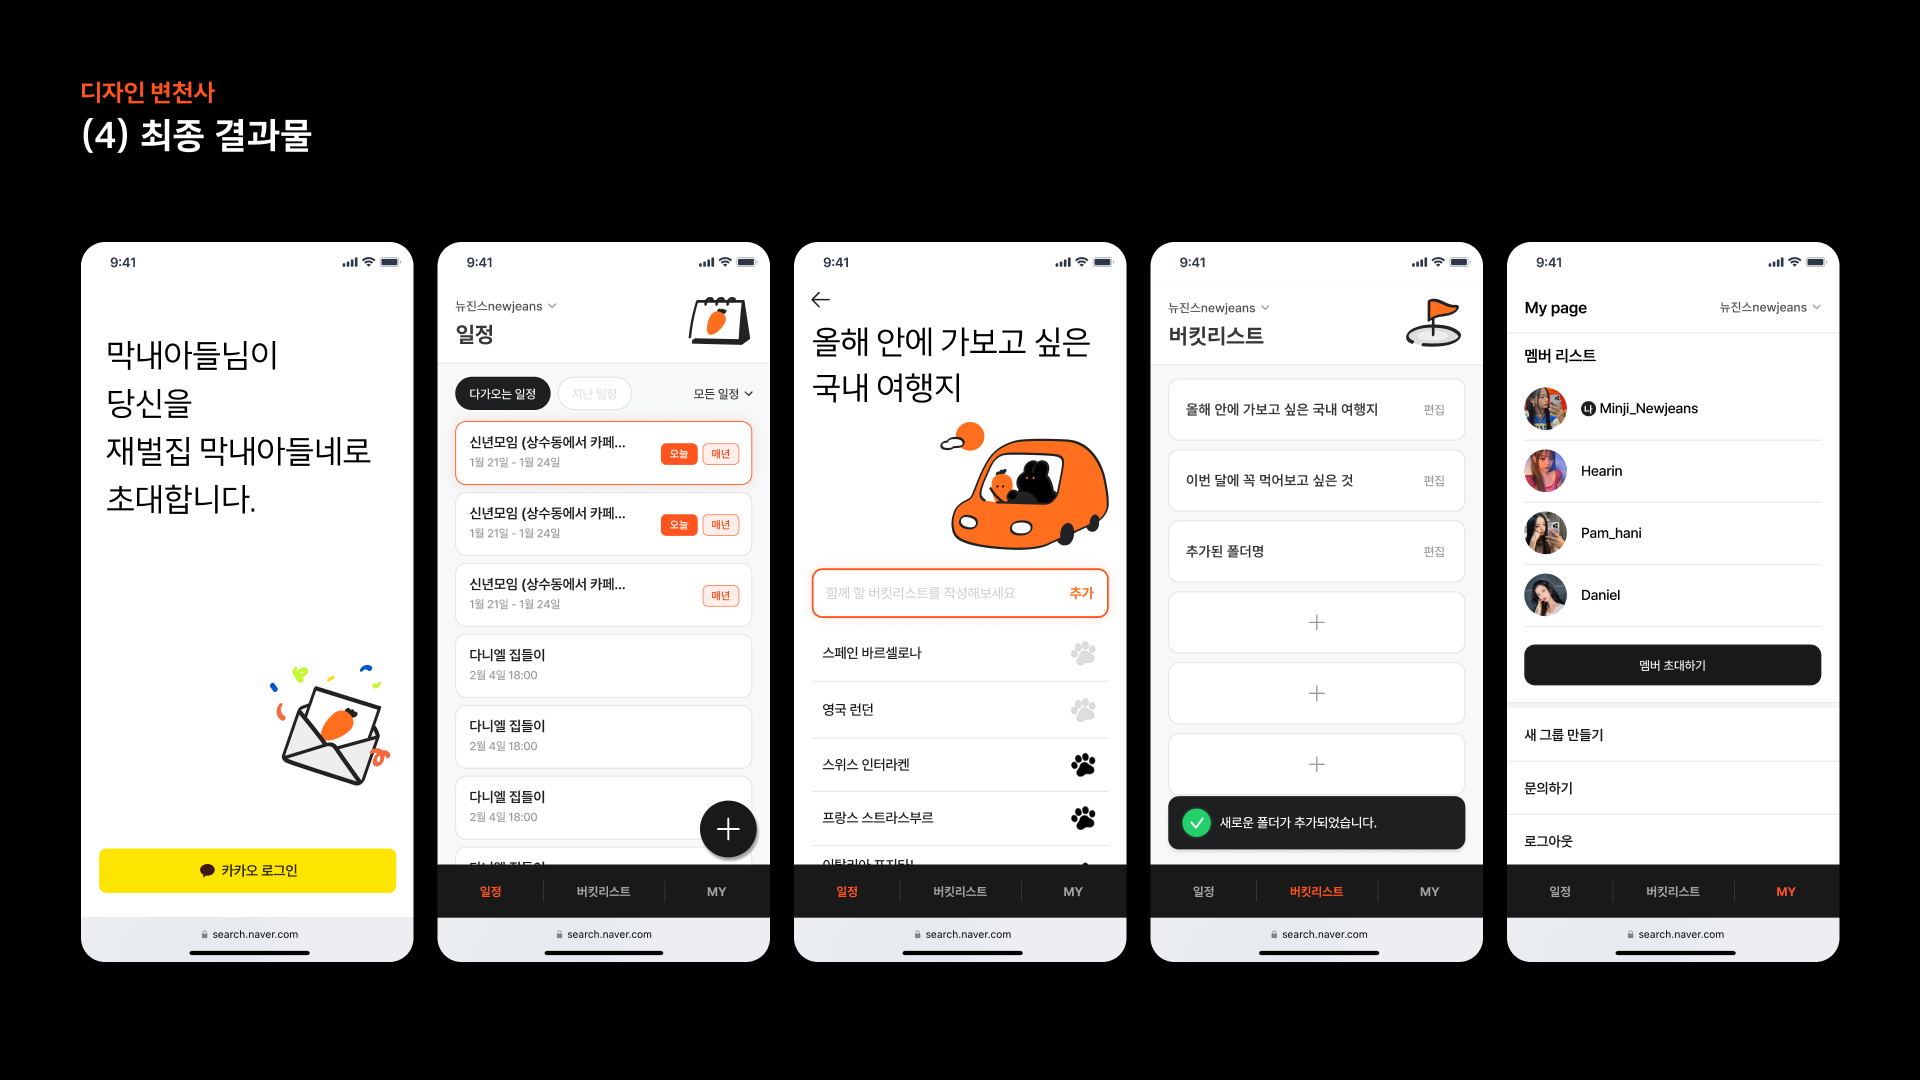 디자인 변천사
(4) 최종 결과물
9:41
막내아들님이
당신을
재벌집 막내아들네로
초대합니다.
카카오 로그인
search.naver.com
9:41
뉴진스newjeans
일정
다가오는 일정
지난 일정
모든 일정
신년모임 (상수동에서 카페...
1월 21일 - 1월 24일
오늘
매년
신년모임 (상수동에서 카페...
1월 21일 - 1월 24일
오늘
매년
신년모임 (상수동에서 카페...
1월 21일 - 1월 24일
매년
다니엘 집들이
2월 4일 18:00
다니엘 집들이
2월 4일 18:00
다니엘 집들이
2월 4일 18:00
다니엘 집들이
일정
버킷리스트
MY
search.naver.com
9:41
올해 안에 가보고 싶은
국내 여행지
함께 할 버킷리스트를 작성해보세요
추가
스페인 바르셀로나
영국 런던
스위스 인터라켄
프랑스 스트라스부르
이탈리아
일정
버킷리스트
MY
search.naver.com
9:41
뉴진스newjeans
버킷리스트
올해 안에 가보고 싶은 국내 여행지
편집
이번 달에 꼭 먹어보고 싶은 것
편집
추가된 폴더명
편집
새로운 폴더가 추가되었습니다.
일정
버킷리스트
MY
search.naver.com
9:41
My page
뉴진스newjeans
멤버 리스트
나 Minji_Newjeans
Hearin
Pam_hani
Daniel
멤버 초대하기
새 그룹 만들기
문의하기
로그아웃
일정
버킷리스트
MY
search.naver.com